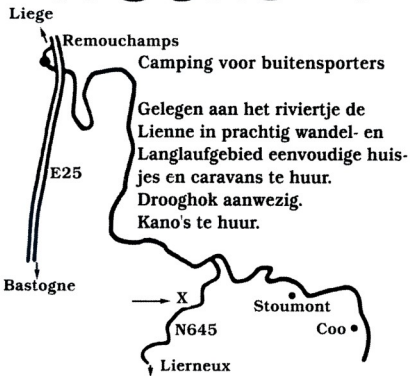 Liege
Remouchamps
Camping voor buitensporters
Gelegen aan het riviertje de
Lienne in prachtig wandel- en
Langlaufgebied eenvoudige huis-
jes en caravans te huur.
Drooghok aanwezig.
Kano's te huur.
E25
Bastogne
X
Stoumont
N645
Coo
Lierneux